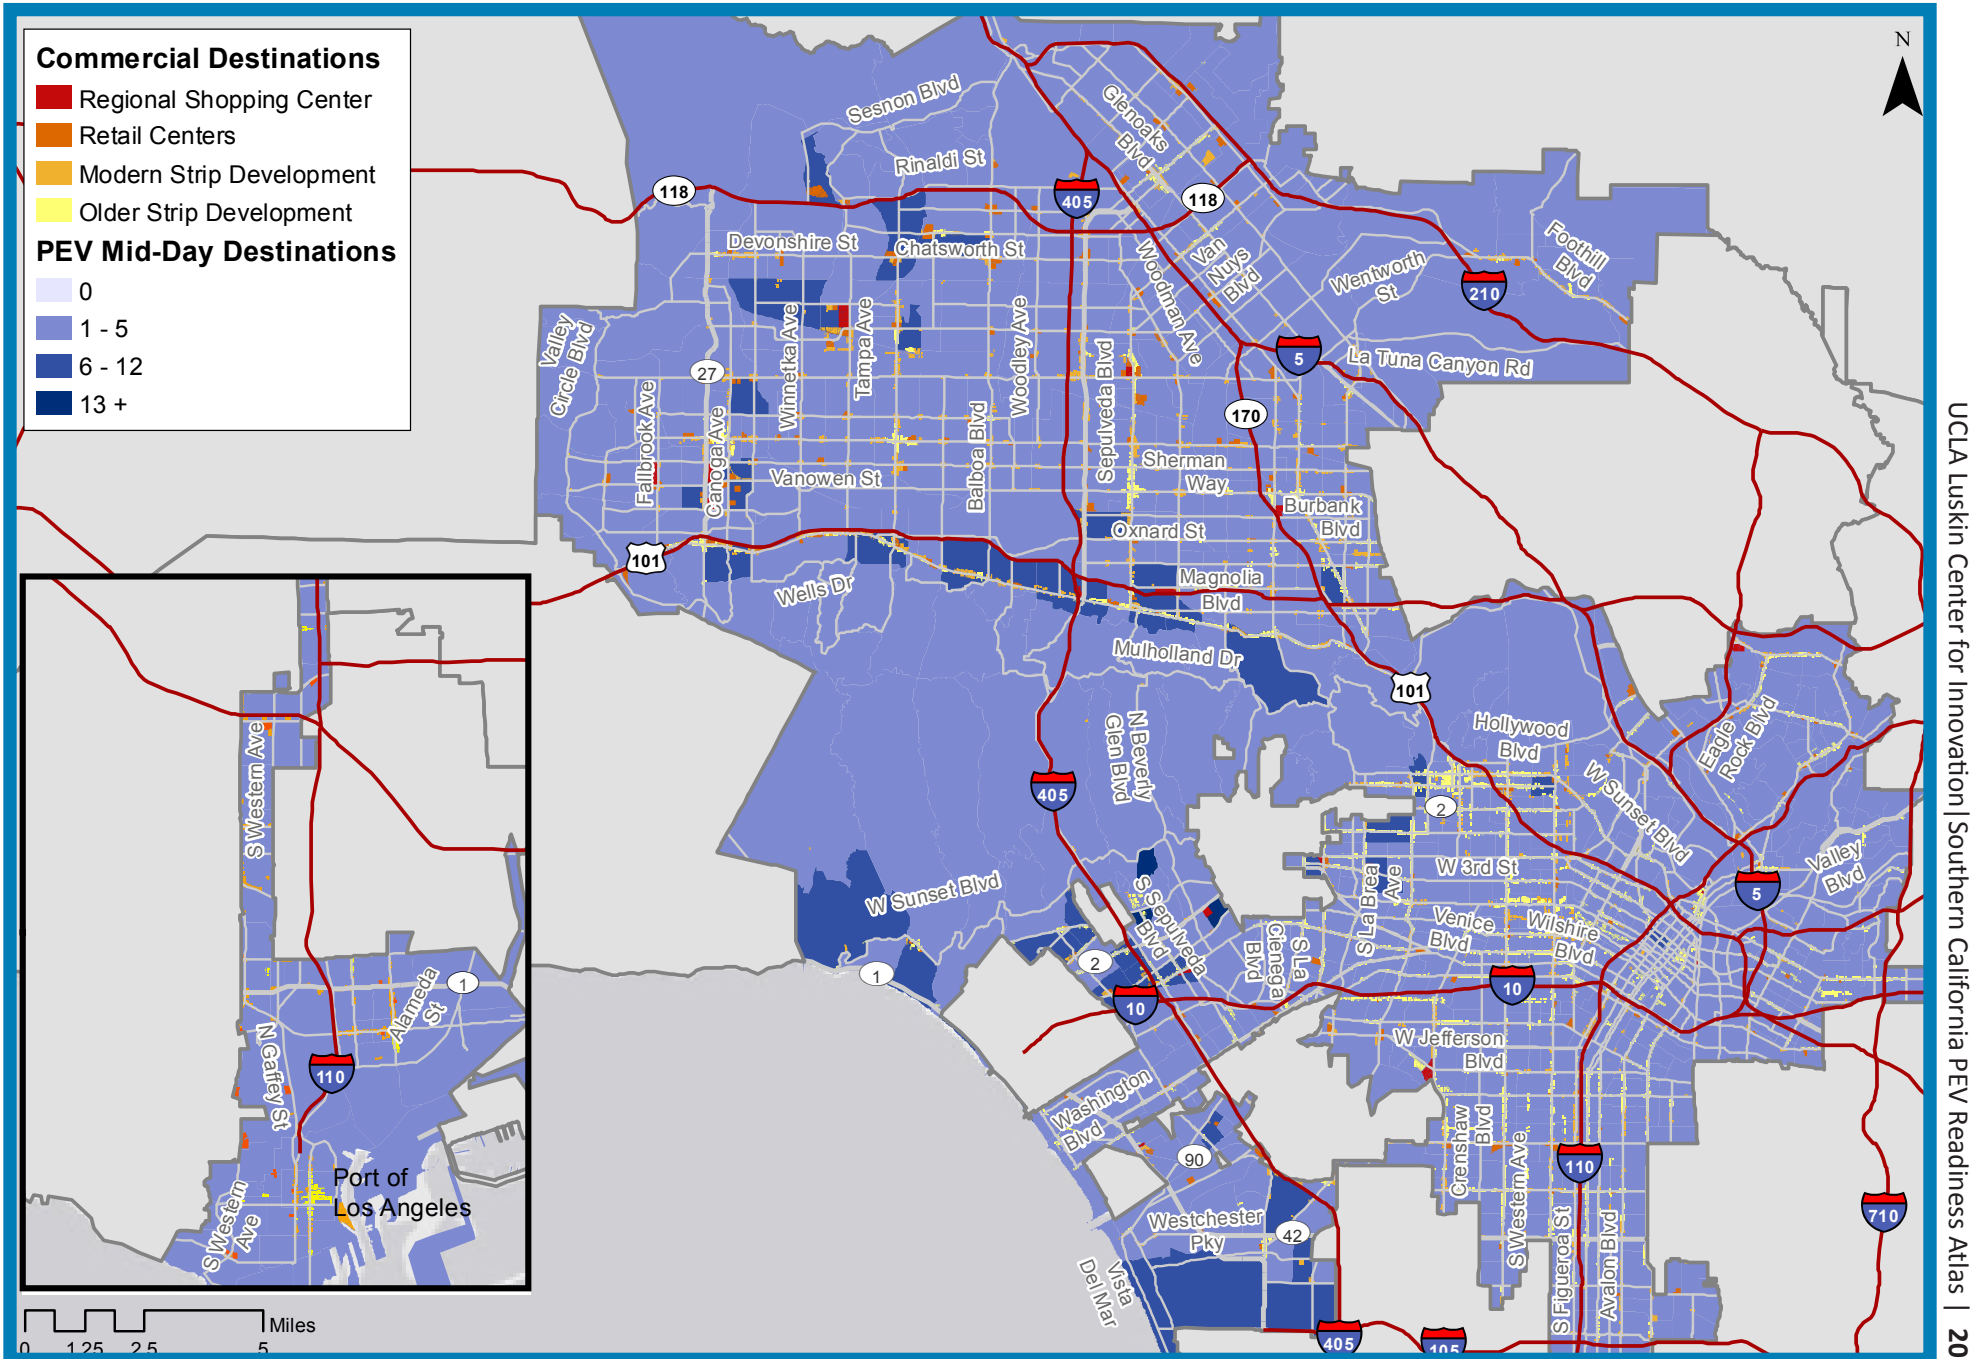 Commercial Destinations
Regional Shopping Center
Retail Centers
Modern Strip Development
Older Strip Development
PEV Mid-Day Destinations
0
1 - 5
6 - 12
13 +
N
Sesnon Blvd
Rinaldi St
Glenoaks
Blvd
118
405
118
Devonshire St
Chatsworth St
Woodman Ave
Van
Nuys
Blvd
Wentworth
St
Foothill
Blvd
210
Valley
Circle Blvd
Winnetka Ave
Tampa Ave
Woodley Ave
Sepulveda Blvd
5
La Tuna Canyon Rd
27
170
Fallbrook Ave
Canoga Ave
Balboa Blvd
Vanowen St
Sherman
Way
Burbank
Blvd
Oxnard St
101
Wells Dr
Magnolia
Blvd
Mulholland Dr
101
N Beverly
Glen Blvd
Hollywood
Blvd
Eagle
Rock Blvd
405
2
W Sunset Blvd
W Sunset Blvd
W 3rd St
Valley
Blvd
5
S La Brea
Ave
S Sepulveda
Blvd
Venice
Blvd
Wilshire
Blvd
S La
Cienega
Blvd
1
2
10
10
W Jefferson
Blvd
Washington
Blvd
90
Crenshaw
Blvd
S Western Ave
110
710
Westchester
Pky
42
Vista
Del Mar
S Figueroa St
Avalon Blvd
405
105
S Western Ave
Alameda
St
1
N Gaffey St
110
Port of
Los Angeles
S Western
Ave
0
1.25
2.5
5
Miles
UCLA Luskin Center for Innovation | Southern California PEV Readiness Atlas | 20